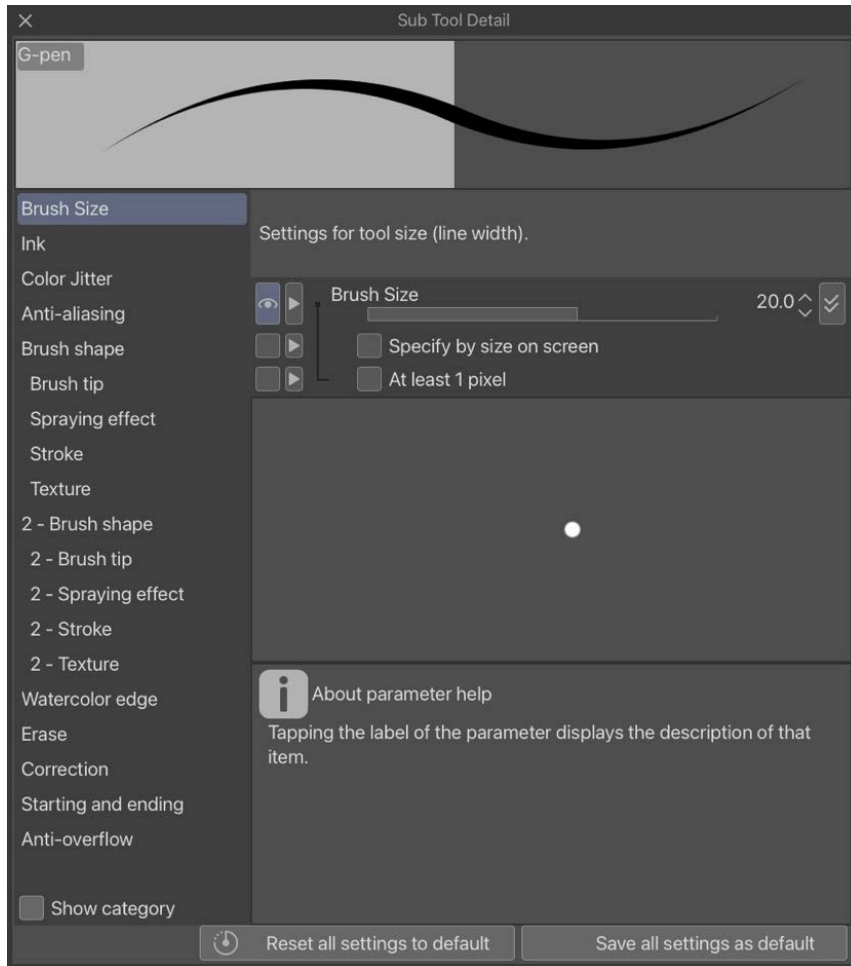 Sub Tool Detail
G-pen
Brush Size
Ink
Color Jitter
Anti-aliasing
Brush shape
Brush tip
Spraying effect
Stroke
Texture
2 - Brush shape
2 - Brush tip
2 - Spraying effect
2 - Stroke
2 - Texture
Watercolor edge
Erase
Correction
Starting and ending
Anti-overflow
Show category
Settings for tool size (line width).
Brush Size 20.0
Specify by size on screen
At least 1 pixel
About parameter help
Tapping the label of the parameter displays the description of that
item.
Reset all settings to default
Save all settings as default